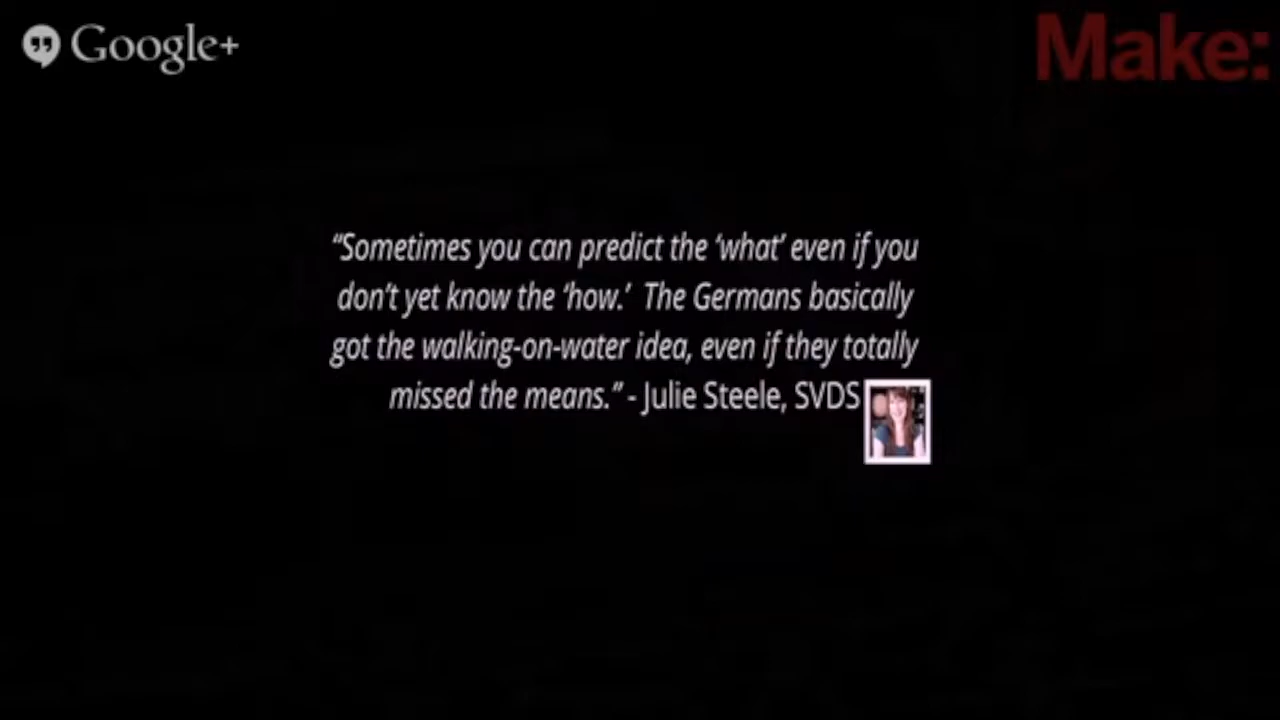 Google+
Make:
“Sometimes you can predict the ‘what’ even if you
don’t yet know the ‘how.’ The Germans basically
got the walking-on-water idea, even if they totally
missed the means.” - Julie Steele, SVDS